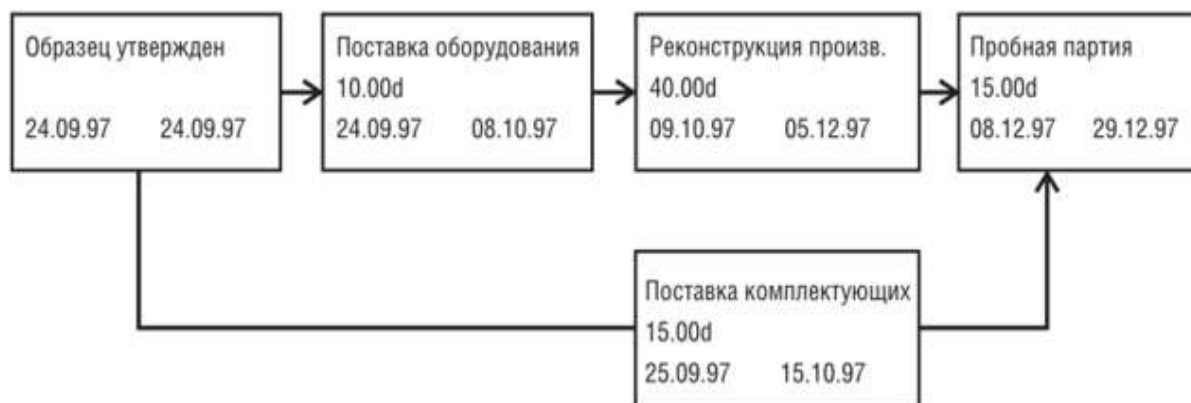 Образец утвержден
24.09.97 24.09.97
Поставка оборудования
10.00d
24.09.97 08.10.97
Реконструкция произв.
40.00d
09.10.97 05.12.97
Пробная партия
15.00d
08.12.97 29.12.97
Поставка комплектующих
15.00d
25.09.97 15.10.97